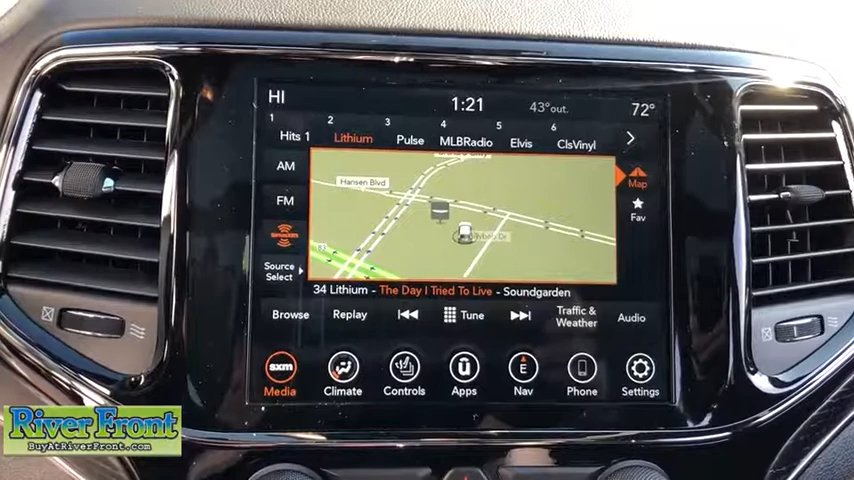 HI 1:21 43°out. 72°
1 2 3 4 5 6
Hits 1 Lithium Pulse MLBRadio Elvis ClsVinyl
AM
FM
SiriusXM
Source
Select
Hansen Blvd
Map
Fav
34 Lithium - The Day I Tried To Live - Soundgarden
Browse Replay Tune Traffic &
Weather Audio
sxm E
Media Climate Controls Apps Nav Phone Settings
River Front
BuyAtRiverFront.com